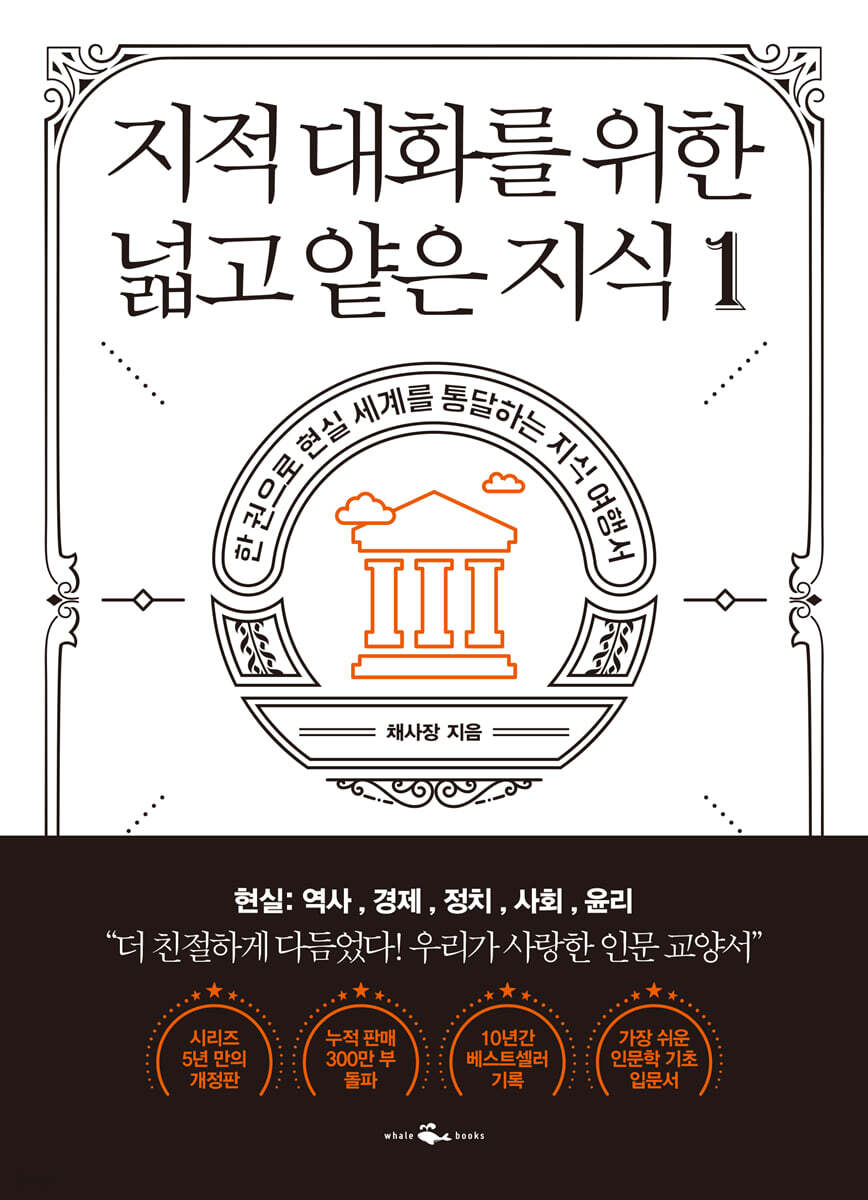 지적 대화를 위한
넓고 얕은 지식 1
한 권으로 현실 세계를 통달하는 지식 여행서
채사장 지음
현실: 역사 , 경제 , 정치 , 사회 , 윤리
“더 친절하게 다듬었다! 우리가 사랑한 인문 교양서”
시리즈
5년 만의
개정판
누적 판매
300만 부
돌파
10년간
베스트셀러
기록
가장 쉬운
인문학 기초
입문서
whale books